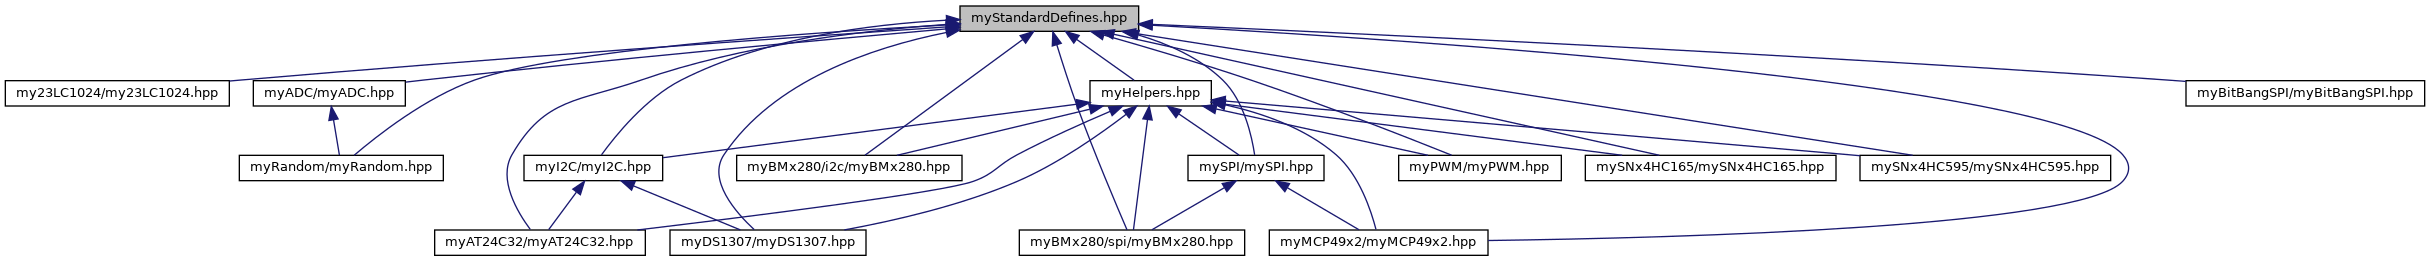 myStandardDefines.hpp
my23LC1024/my23LC1024.hpp
myADC/myADC.hpp
myHelpers.hpp
myBitBangSPI/myBitBangSPI.hpp
myRandom/myRandom.hpp
myI2C/myI2C.hpp
myBMx280/i2c/myBMx280.hpp
mySPI/mySPI.hpp
myPWM/myPWM.hpp
mySNx4HC165/mySNx4HC165.hpp
mySNx4HC595/mySNx4HC595.hpp
myAT24C32/myAT24C32.hpp
myDS1307/myDS1307.hpp
myBMx280/spi/myBMx280.hpp
myMCP49x2/myMCP49x2.hpp